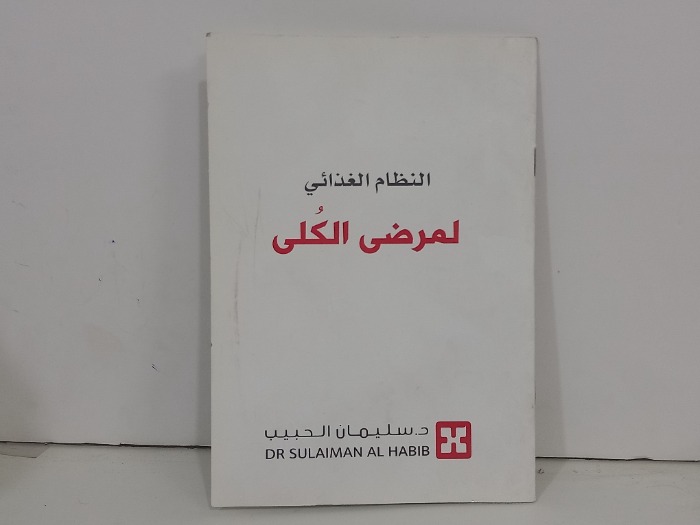 النظام الغذائي
لمرضى الكُلى
د.سليمان الحبيب
DR SULAIMAN AL HABIB